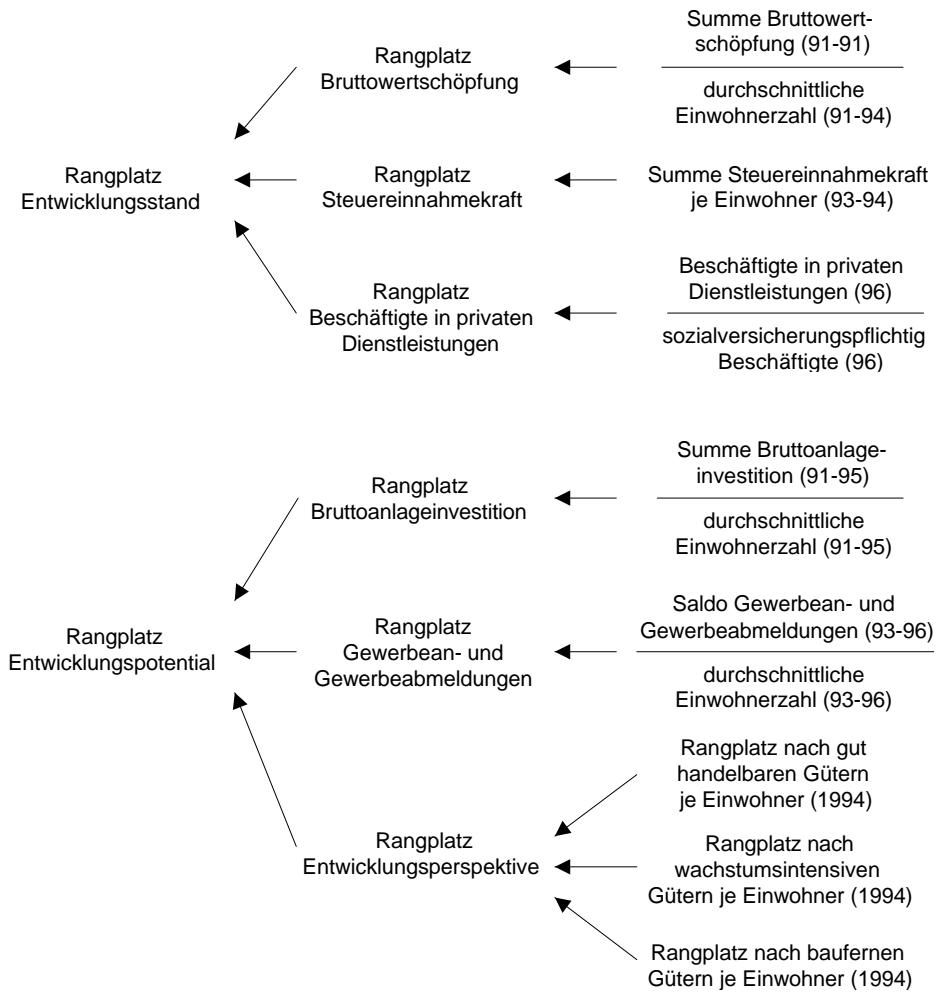 Summe Bruttowert-
schöpfung (91-91)
Rangplatz
Bruttowertschöpfung
durchschnittliche
Einwohnerzahl (91-94)
Rangplatz
Entwicklungsstand
Rangplatz
Steuereinnahmekraft
Summe Steuereinnahmekraft
je Einwohner (93-94)
Beschäftigte in privaten
Dienstleistungen (96)
Rangplatz
Beschäftigte in privaten
Dienstleistungen
sozialversicherungspflichtig
Beschäftigte (96)
Summe Bruttoanlage-
investition (91-95)
Rangplatz
Bruttoanlageinvestition
durchschnittliche
Einwohnerzahl (91-95)
Saldo Gewerbean- und
Gewerbeabmeldungen (93-96)
Rangplatz
Entwicklungspotential
Rangplatz
Gewerbean- und
Gewerbeabmeldungen
durchschnittliche
Einwohnerzahl (93-96)
Rangplatz nach gut
handelbaren Gütern
je Einwohner (1994)
Rangplatz
Entwicklungsperspektive
Rangplatz nach
wachstumsintensiven
Gütern je Einwohner (1994)
Rangplatz nach baufernen
Gütern je Einwohner (1994)